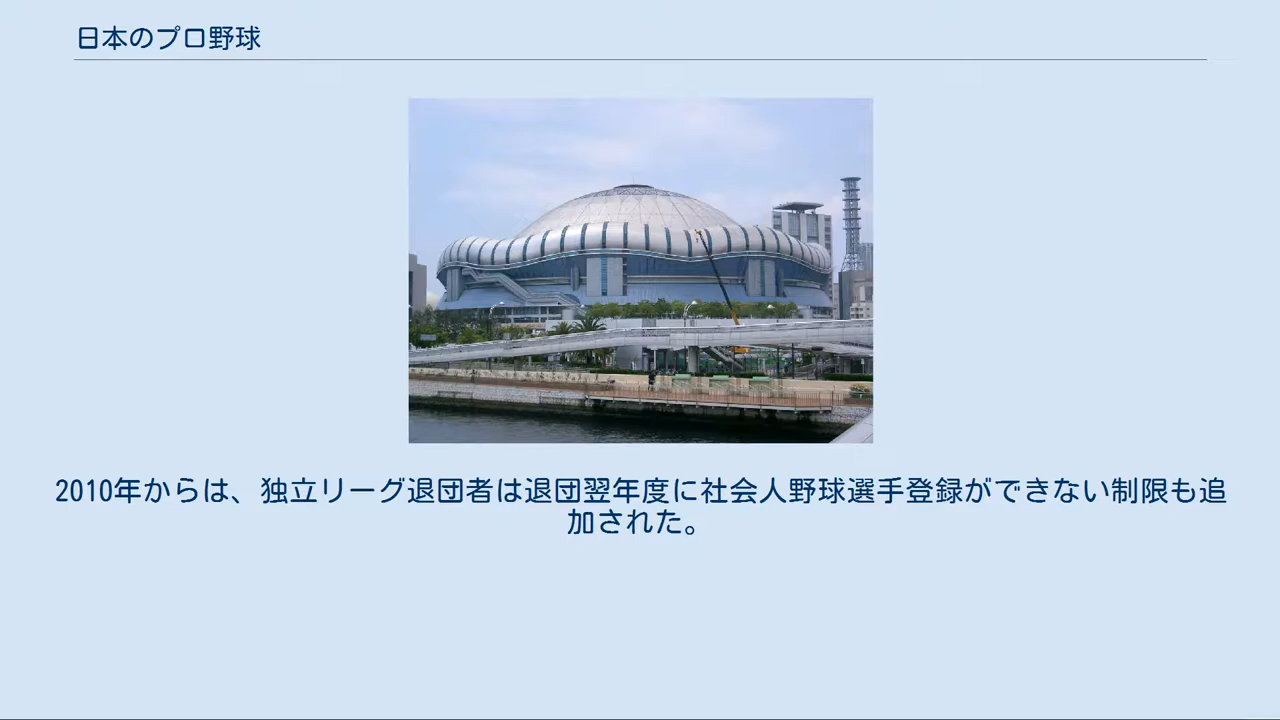 日本のプロ野球
2010年からは、独立リーグ退団者は退団翌年度に社会人野球選手登録ができない制限も追
加された。